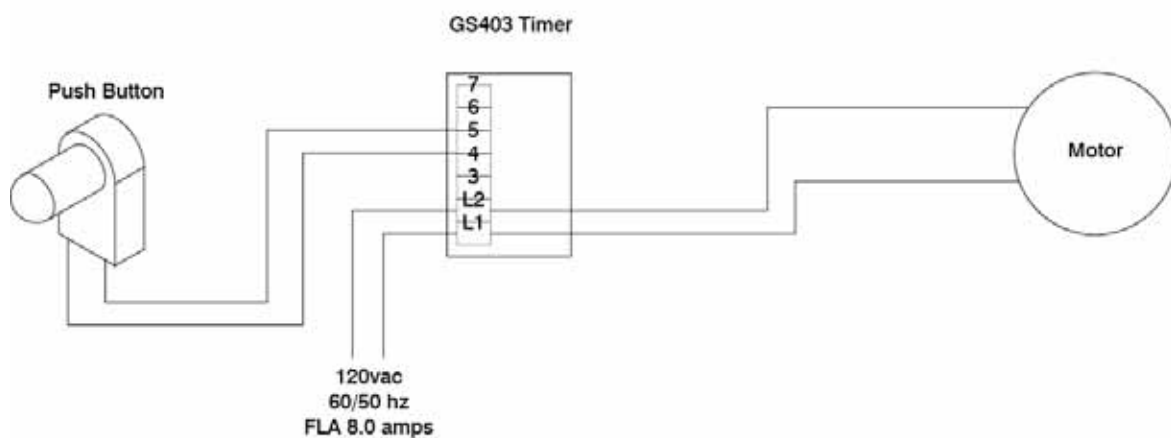 GS403 Timer
Push Button
7
6
5
4
3
L2
L1
Motor
120vac
60/50 hz
FLA 8.0 amps